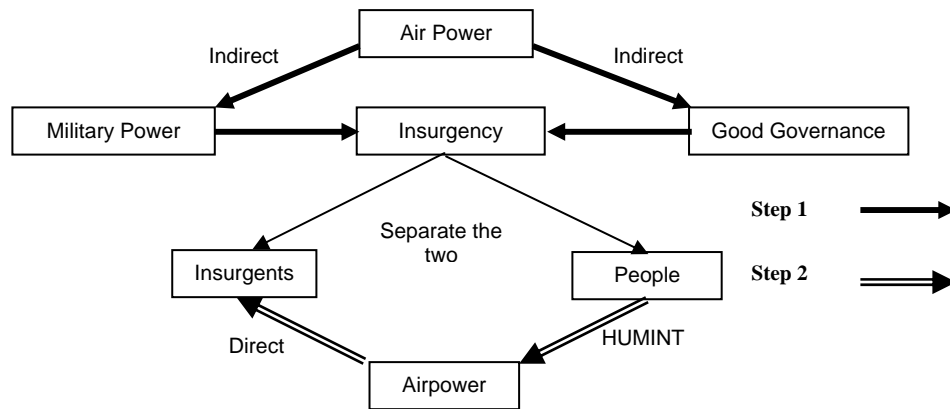 Air Power
Indirect
Indirect
Military Power
Insurgency
Good Governance
Step 1
Separate the
two
Insurgents
People
Step 2
Direct
HUMINT
Airpower